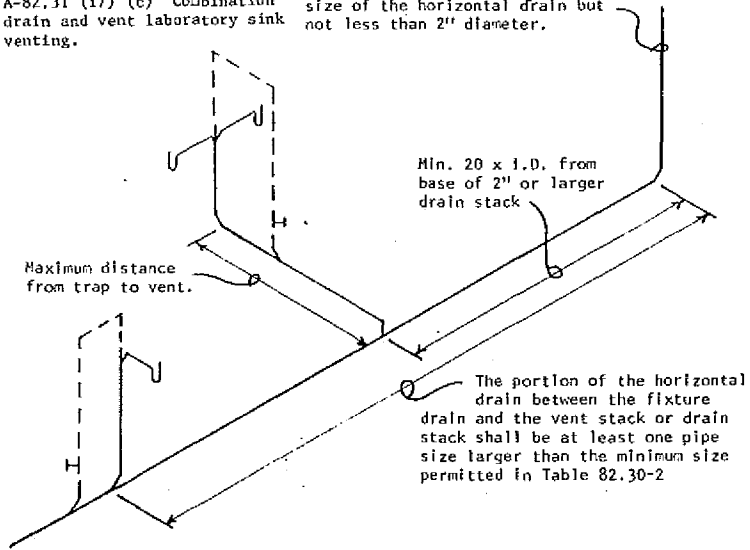 A-82.31 (17) (c) Combination
drain and vent laboratory sink
venting.
size of the horizontal drain but
not less than 2" diameter.
Min. 20 x I.D. from
base of 2" or larger
drain stack
Maximum distance
from trap to vent.
The portion of the horizontal
drain between the fixture
drain and the vent stack or drain
stack shall be at least one pipe
size larger than the minimum size
permitted in Table 82.30-2